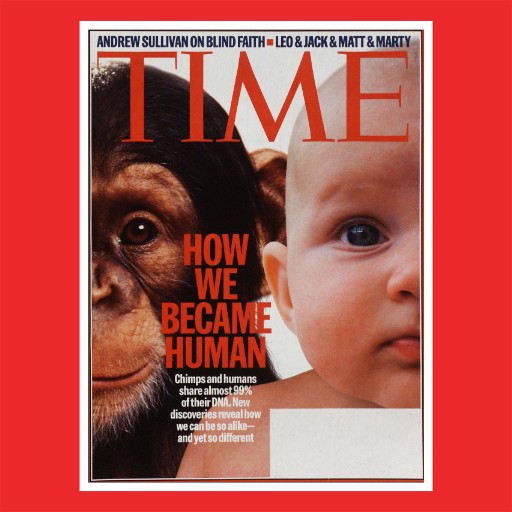 ANDREW SULLIVAN ON BLIND FAITH ■ LEO & JACK & MATT & MARTY
TIME
HOW
WE
BECAME
HUMAN
Chimps and humans
share almost 99%
of their DNA. New
discoveries reveal how
we can be so alike—
and yet so different